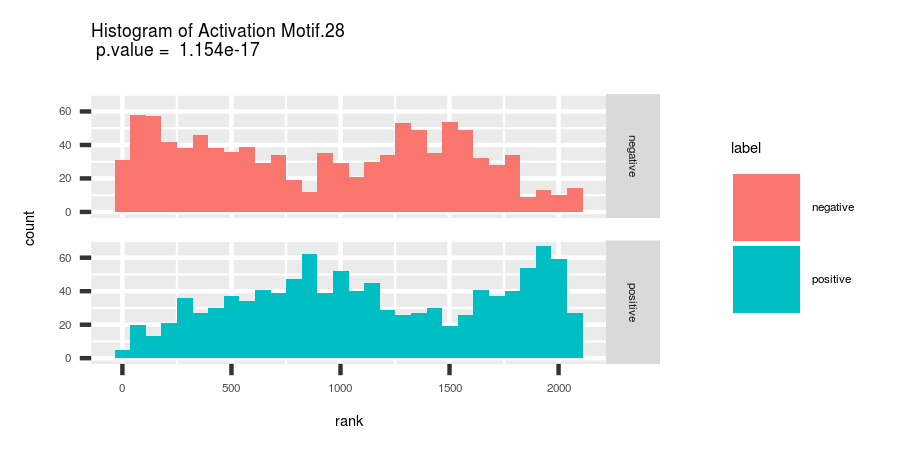 Histogram of Activation Motif.28
p.value = 1.154e-17
60
40
20
0
negative
count
60
40
20
0
positive
0 500 1000 1500 2000
rank
label
negative
positive